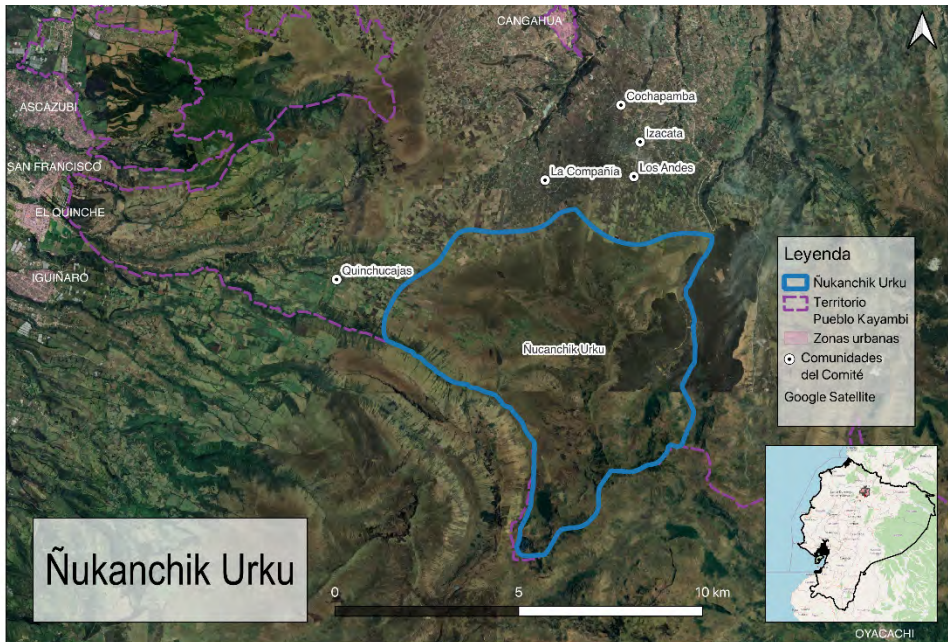 CANGAHUA
ASCAZUBI
Cochapamba
Izacata
SAN FRANCISCO
La Compañía
Los Andes
EL QUINCHE
IGUIÑARO
Quinchucajas
Ñucanchik Urku
Leyenda
Ñukanchik Urku
Territorio
Pueblo Kayambi
Zonas urbanas
Comunidades
del Comité
Google Satellite
Ñukanchik Urku
0 5 10 km
OYACACHI